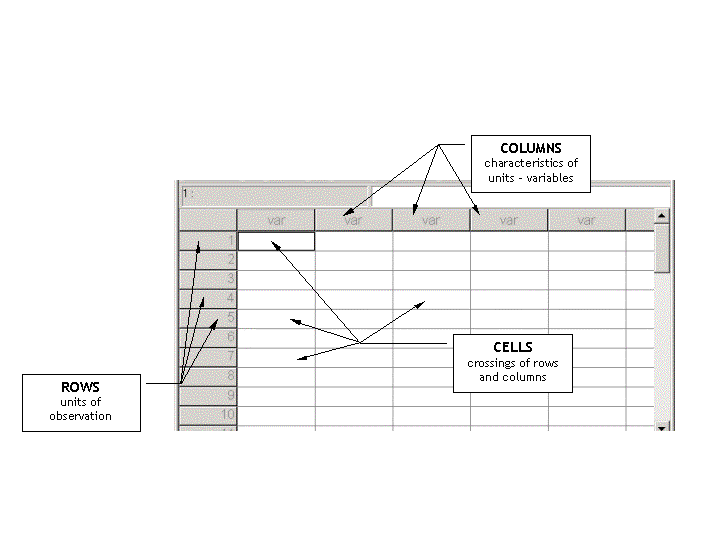 COLUMNS
characteristics of
units - variables
1 :
var var var var var
1
2
3
4
5
6
7
8
9
10
CELLS
crossings of rows
and columns
ROWS
units of
observation